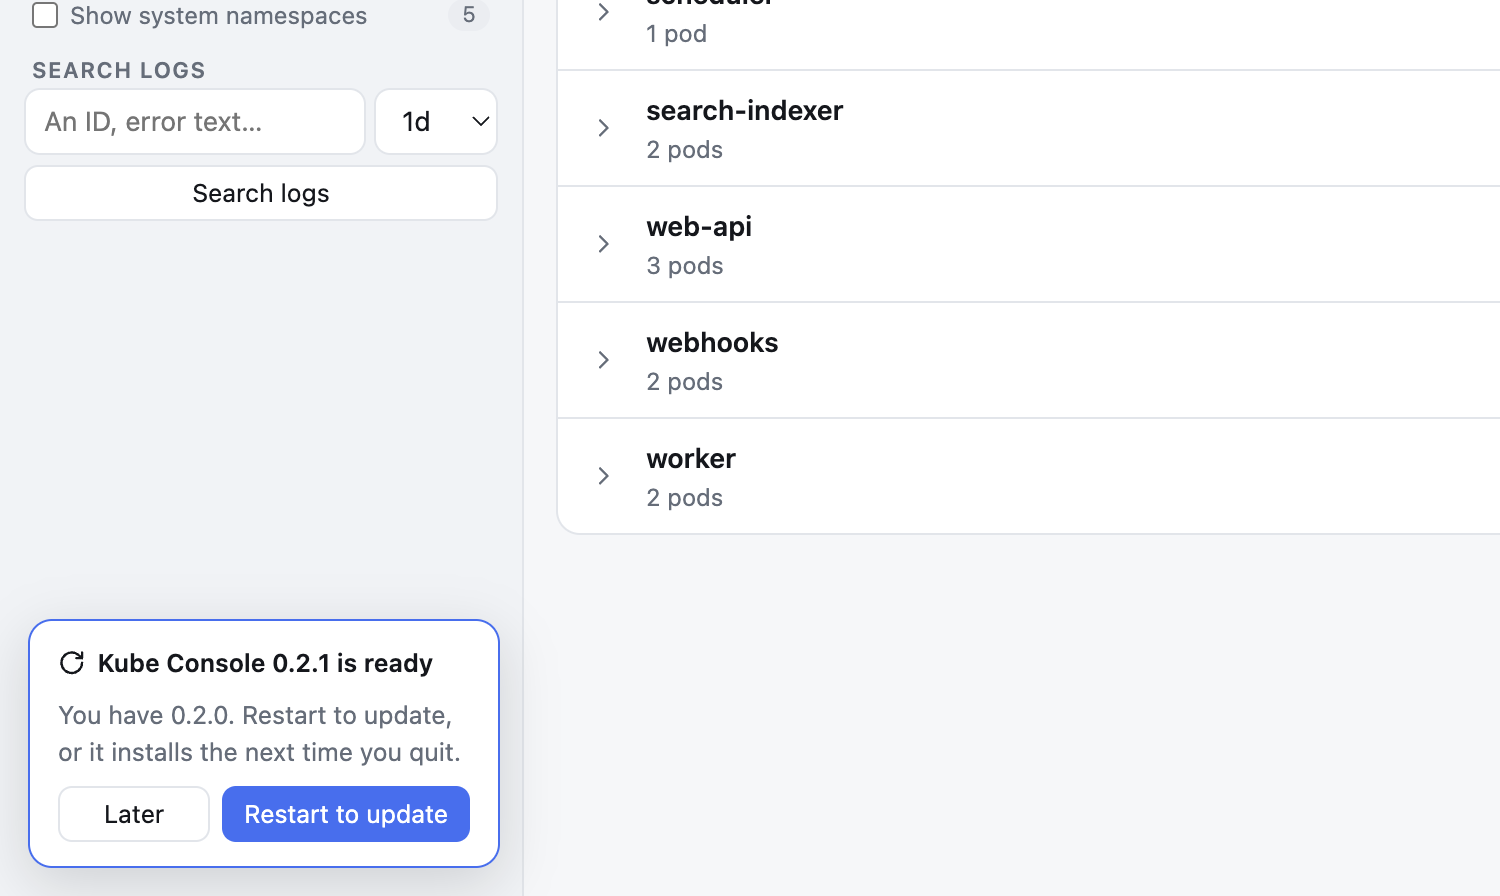 Show system namespaces
5
SEARCH LOGS
An ID, error text...
1d
Search logs
scheduler
1 pod
search-indexer
2 pods
web-api
3 pods
webhooks
2 pods
worker
2 pods
Kube Console 0.2.1 is ready
You have 0.2.0. Restart to update,
or it installs the next time you quit.
Later
Restart to update